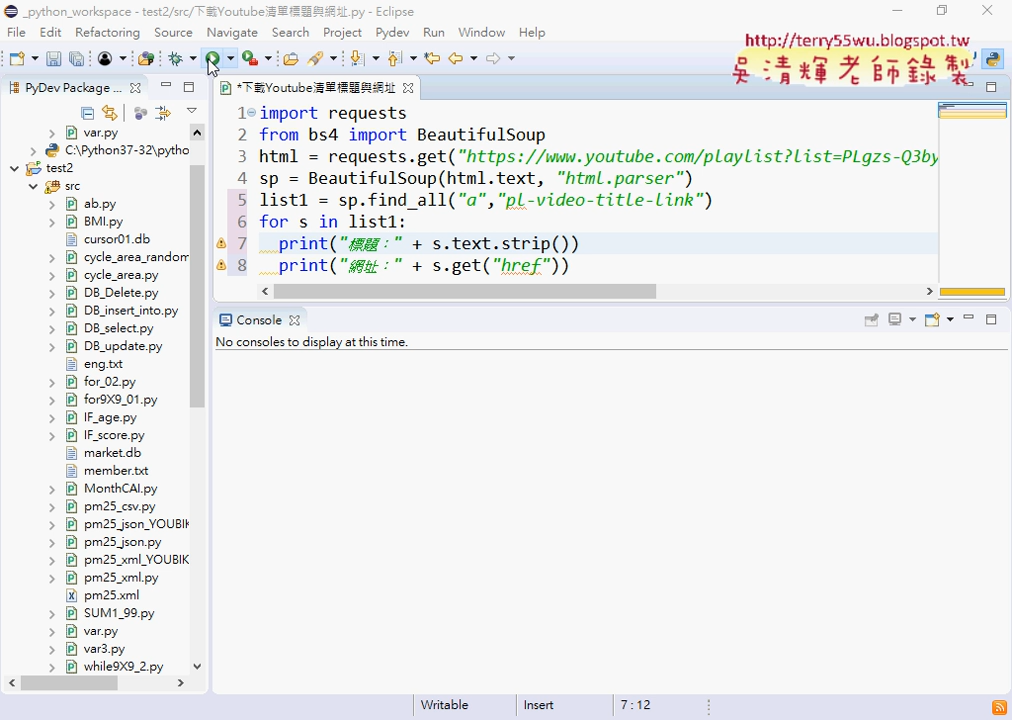 _python_workspace - test2/src/下載Youtube清單標題與網址.py - Eclipse
File Edit Refactoring Source Navigate Search Project Pydev Run Window Help
http://terry55wu.blogspot.tw
吳清輝老師錄製
PyDev Package ...
*下載Youtube清單標題與網址
var.py
C:\Python37-32\pytho
test2
src
ab.py
BMI.py
cursor01.db
cycle_area_random
cycle_area.py
DB_Delete.py
DB_insert_into.py
DB_select.py
DB_update.py
eng.txt
for_02.py
for9X9_01.py
IF_age.py
IF_score.py
market.db
member.txt
MonthCAI.py
pm25_csv.py
pm25_json_YOUBIK
pm25_json.py
pm25_xml_YOUBIK
pm25_xml.py
pm25.xml
SUM1_99.py
var.py
var3.py
while9X9_2.py
1 import requests
2 from bs4 import BeautifulSoup
3 html = requests.get("https://www.youtube.com/playlist?list=PLgzs-Q3by
4 sp = BeautifulSoup(html.text, "html.parser")
5 list1 = sp.find_all("a","pl-video-title-link")
6 for s in list1:
7 print("標題：" + s.text.strip())
8 print("網址：" + s.get("href"))
Console
No consoles to display at this time.
Writable Insert 7 : 12